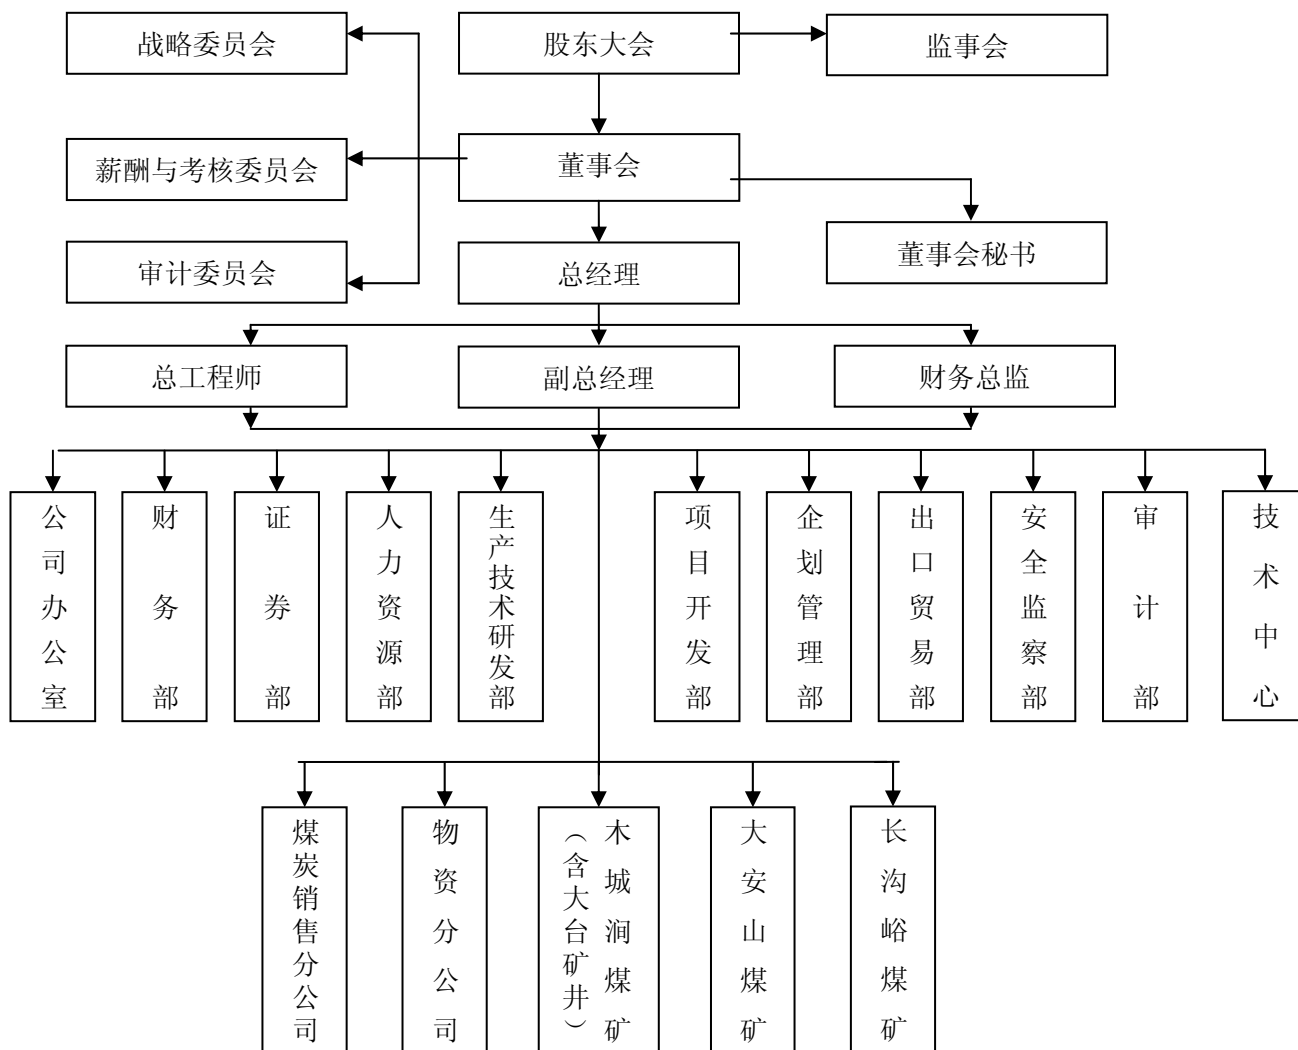 战略委员会
股东大会
监事会
薪酬与考核委员会
董事会
董事会秘书
审计委员会
总经理
总工程师
副总经理
财务总监
公司办公室
财务部
证券部
人力资源部
生产技术研发部
项目开发部
企划管理部
出口贸易部
安全监察部
审计部
技术中心
煤炭销售分公司
物资分公司
木城涧煤矿
（含大台矿井）
大安山煤矿
长沟峪煤矿